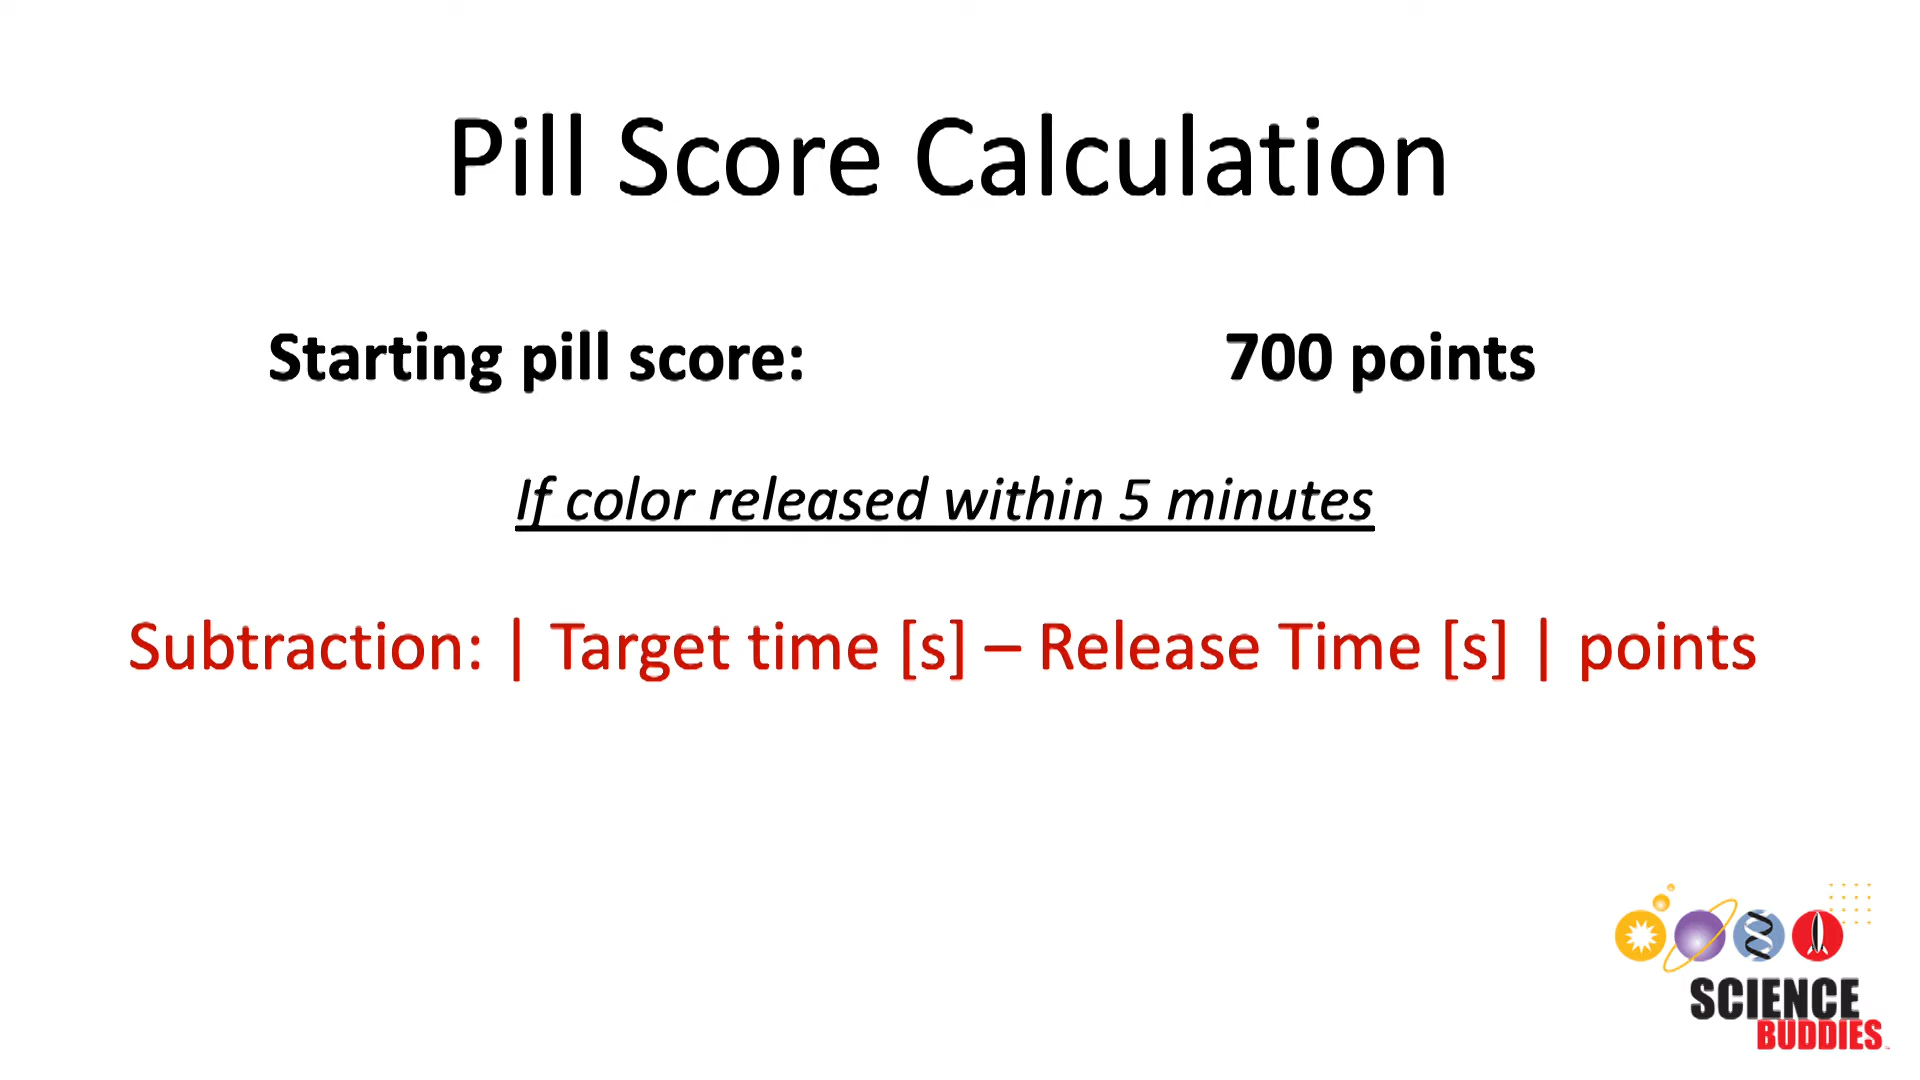 Pill Score Calculation
Starting pill score: 700 points
If color released within 5 minutes
Subtraction: | Target time [s] – Release Time [s] | points
SCIENCE
BUDDIES